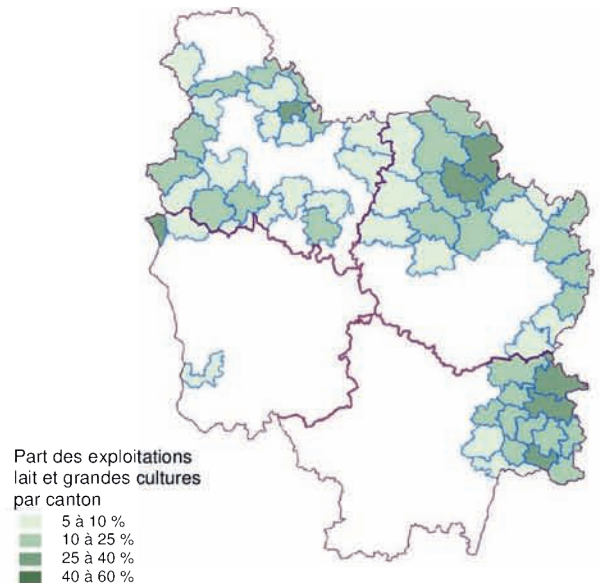 Part des exploitations
lait et grandes cultures
par canton
5 à 10 %
10 à 25 %
25 à 40 %
40 à 60 %